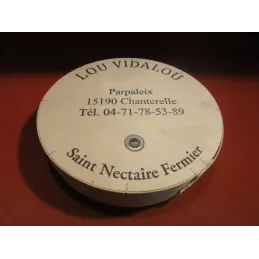 LOU VIDALOU
Parpaleix
15190 Chanterelle
Tél. 04-71-78-53-89
Saint Nectaire Fermier